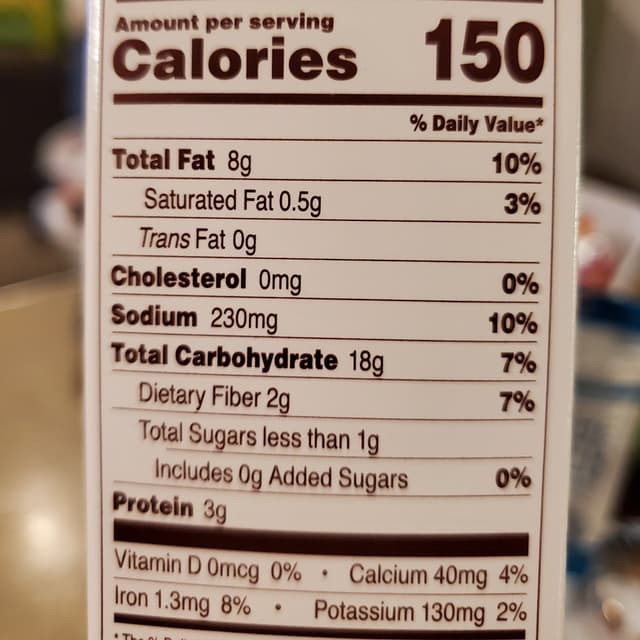 Amount per serving
Calories 150
% Daily Value*
Total Fat 8g 10%
Saturated Fat 0.5g 3%
Trans Fat 0g
Cholesterol 0mg 0%
Sodium 230mg 10%
Total Carbohydrate 18g 7%
Dietary Fiber 2g 7%
Total Sugars less than 1g
Includes 0g Added Sugars 0%
Protein 3g
Vitamin D 0mcg 0% • Calcium 40mg 4%
Iron 1.3mg 8% • Potassium 130mg 2%
* The %